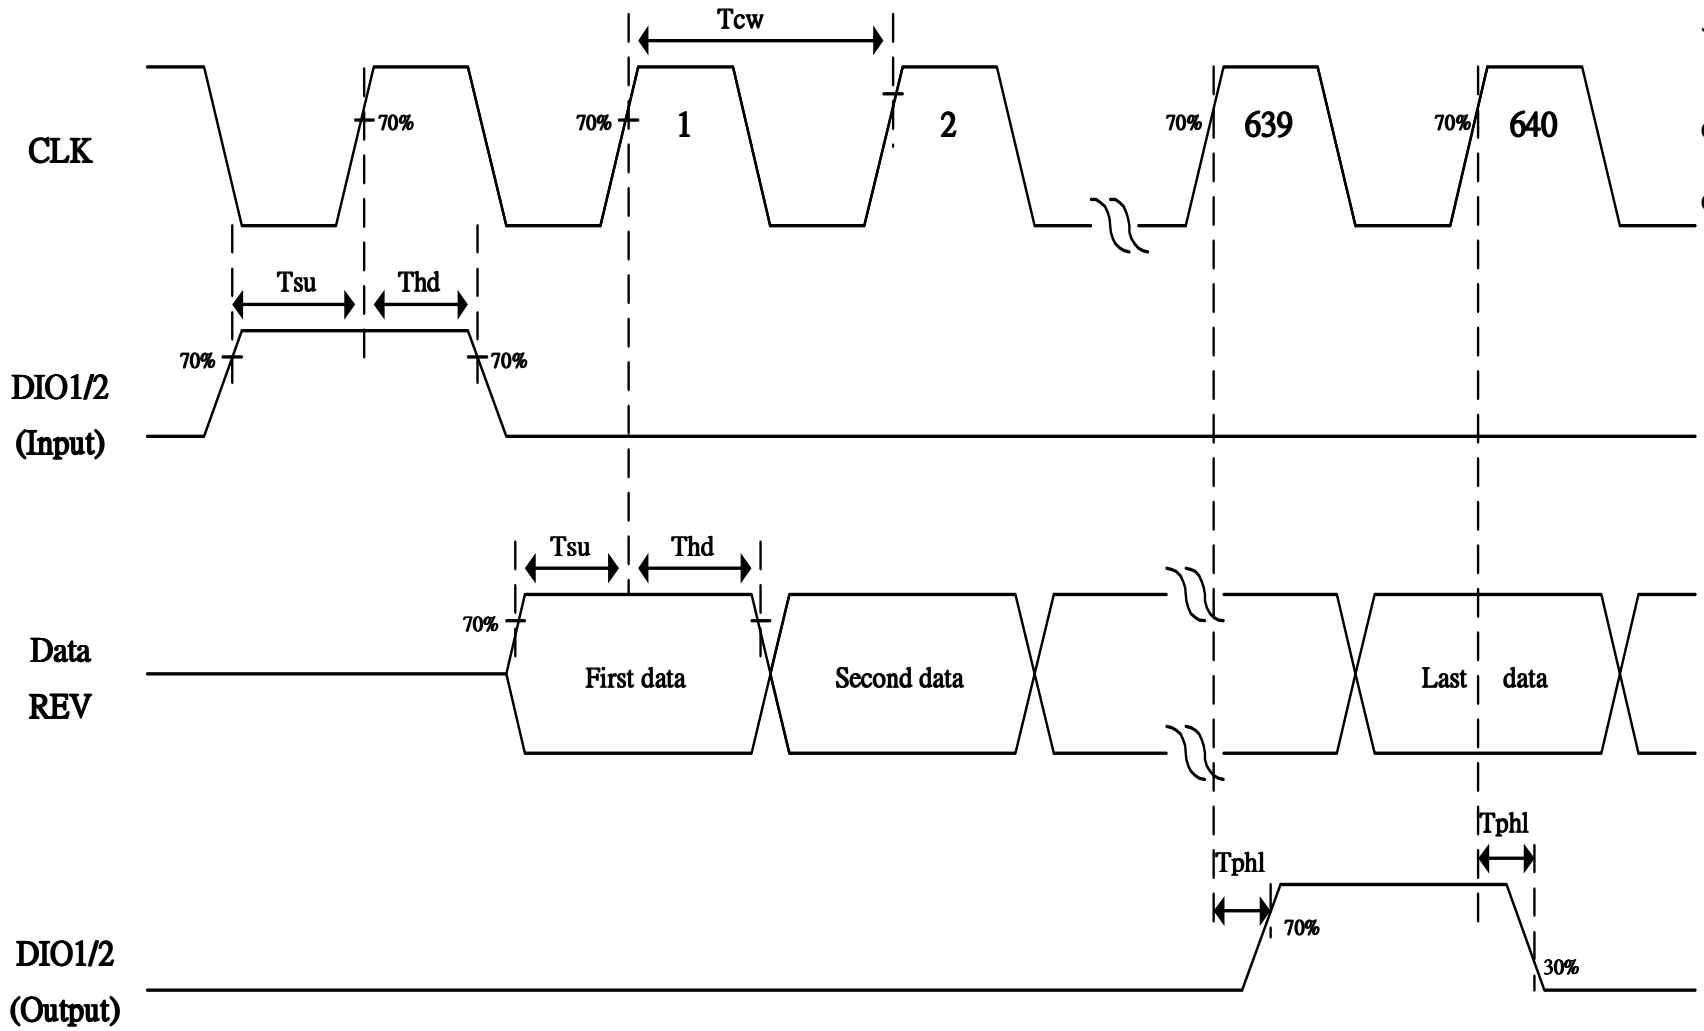 Tcw
CLK
70%
70%
1
2
70%
639
70%
640
Tsu
Thd
70%
70%
DIO1/2
(Input)
Tsu
Thd
70%
Data
REV
First data
Second data
Last data
Tphl
Tphl
70%
30%
DIO1/2
(Output)